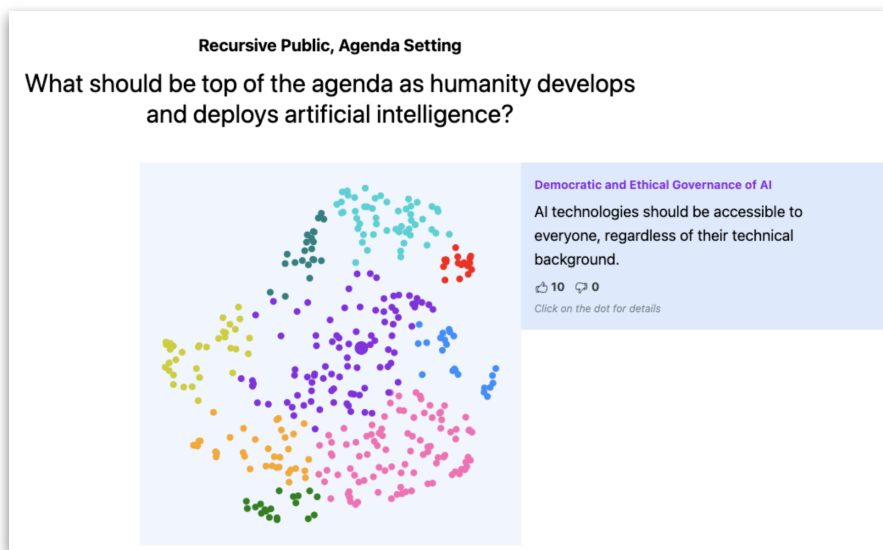 Recursive Public, Agenda Setting
What should be top of the agenda as humanity develops
and deploys artificial intelligence?
Democratic and Ethical Governance of AI
AI technologies should be accessible to
everyone, regardless of their technical
background.
10 0
Click on the dot for details